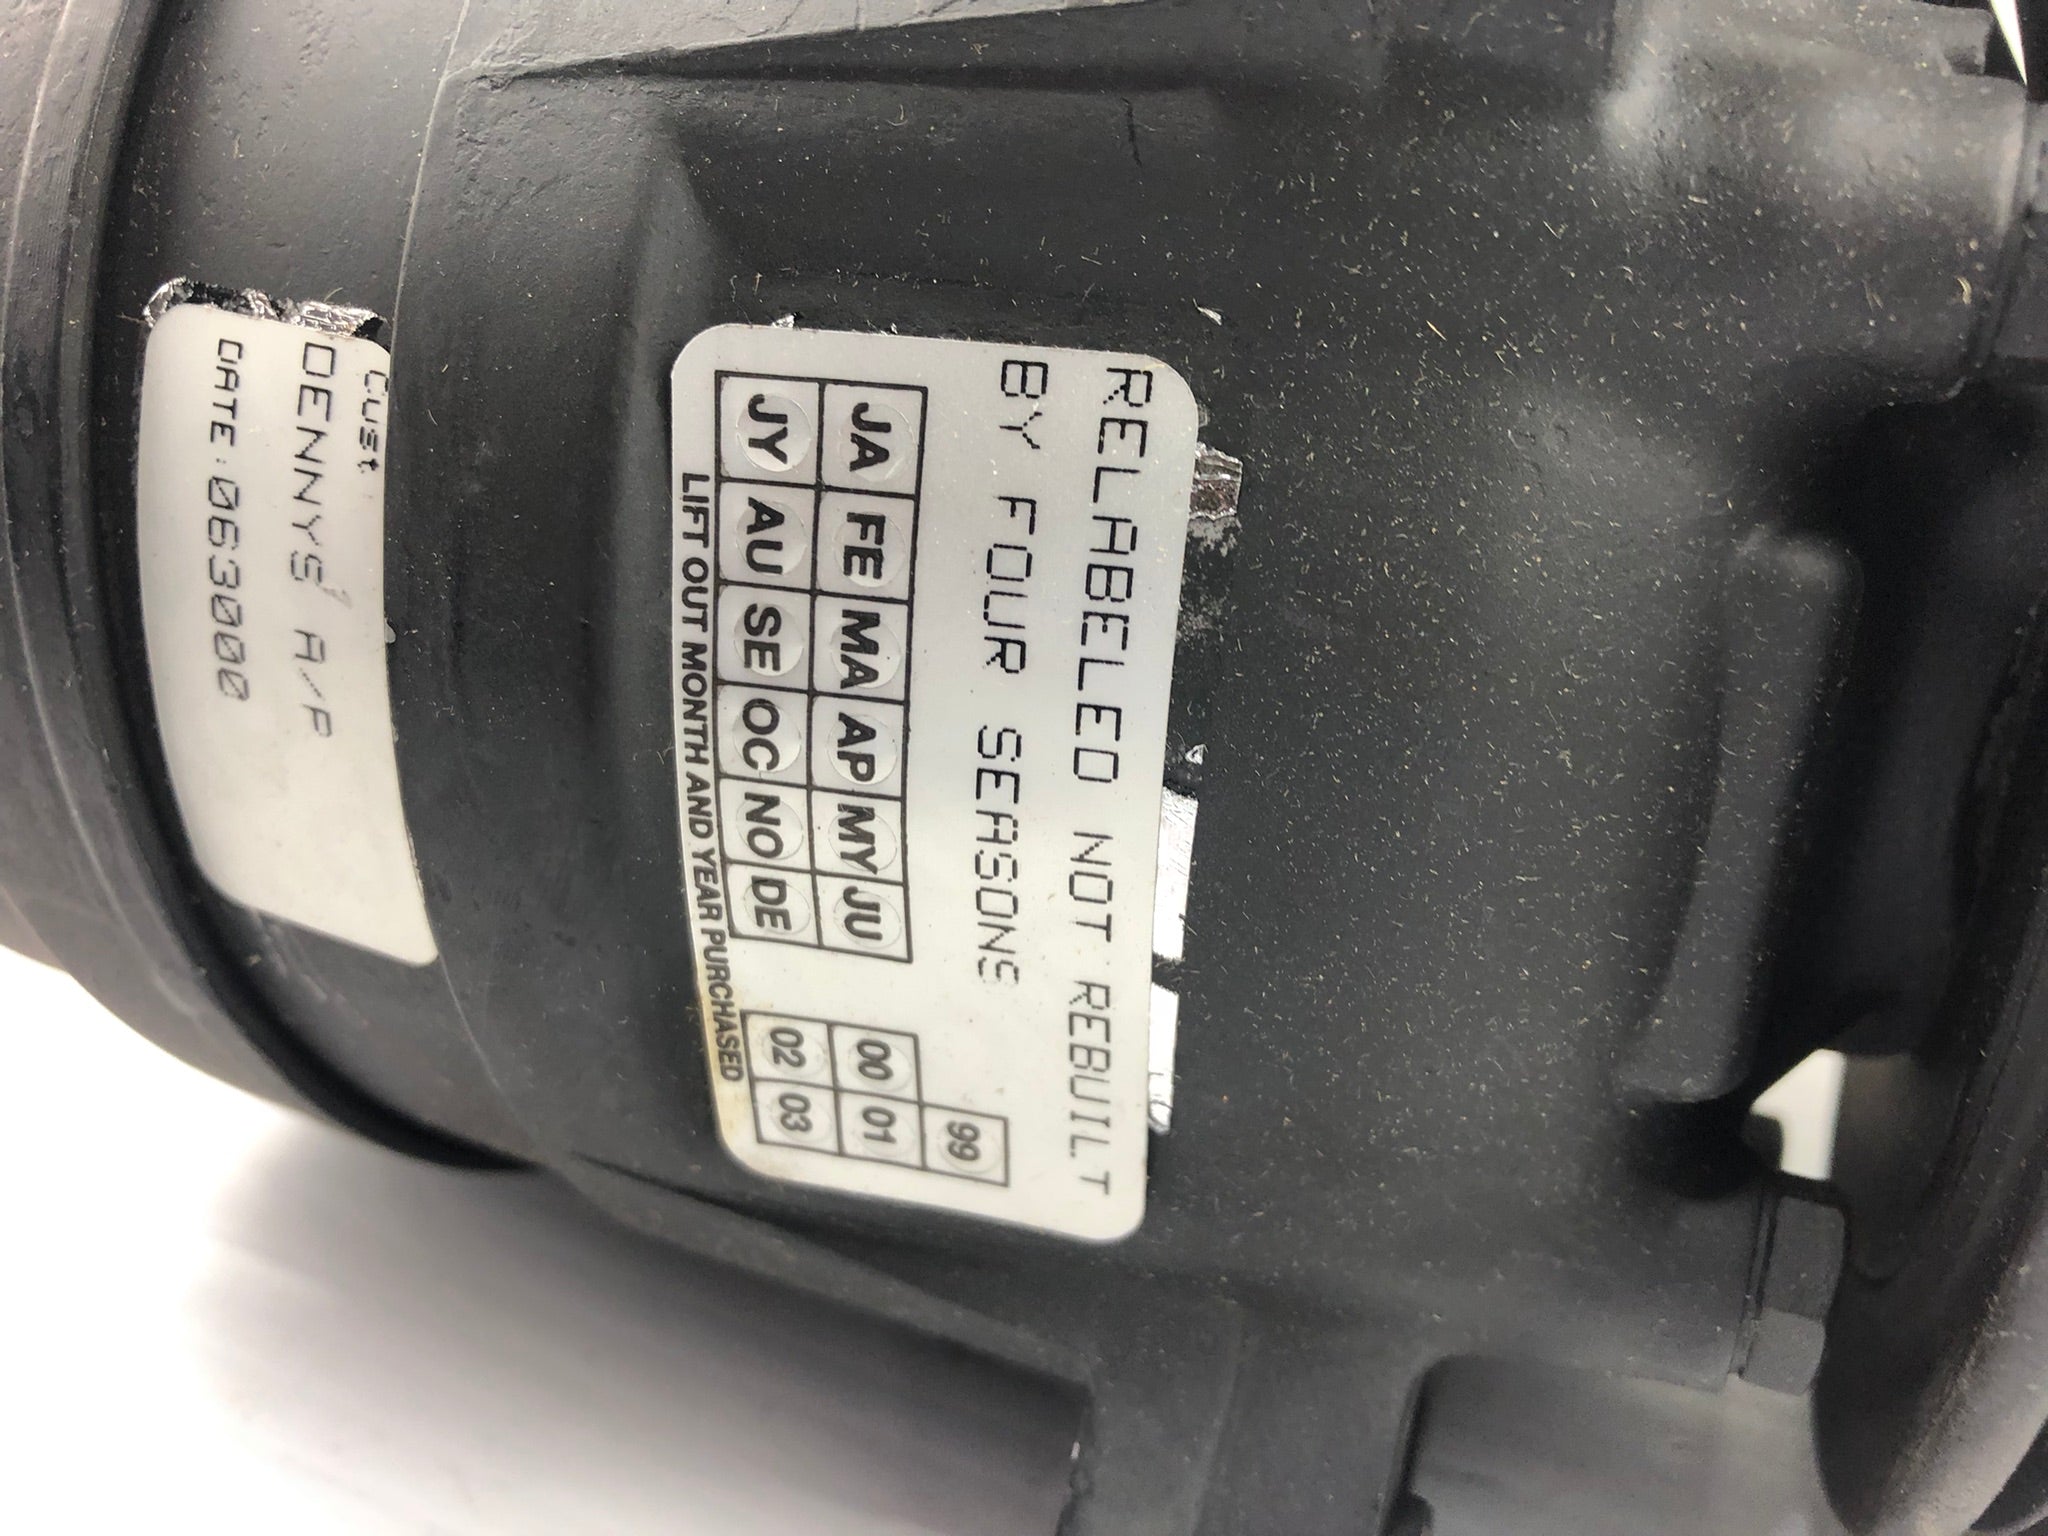 RELABELED NOT REBUILT
BY FOUR SEASONS
99
JA FE MA AP MY JU 00 01
JY AU SE OC NO DE 02 03
LIFT OUT MONTH AND YEAR PURCHASED
Cust
DENNYS' A/P
DATE:063000